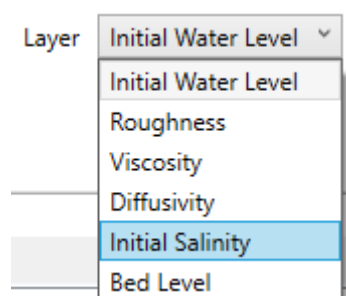 Layer Initial Water Level
Initial Water Level
Roughness
Viscosity
Diffusivity
Initial Salinity
Bed Level